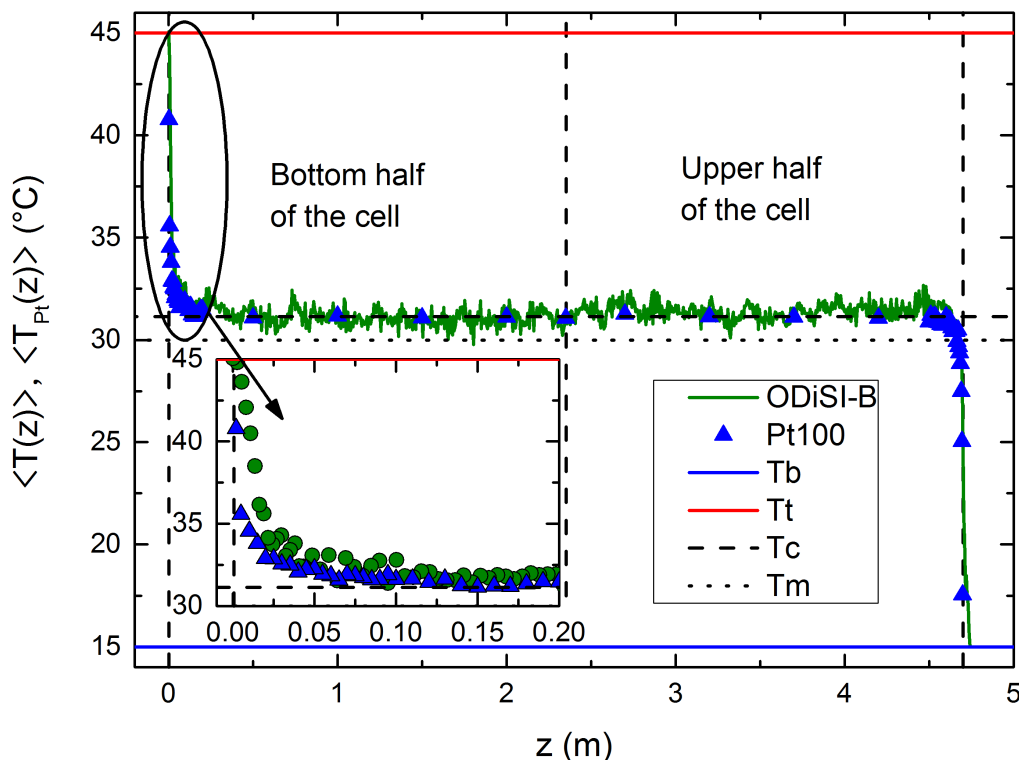 <T(z)>, <T_Pt(z)> (°C)
45
40
35
30
25
20
15
Bottom half
of the cell
Upper half
of the cell
45
40
35
30
0.00 0.05 0.10 0.15 0.20
ODiSI-B
Pt100
Tb
Tt
Tc
Tm
0 1 2 3 4 5
z (m)